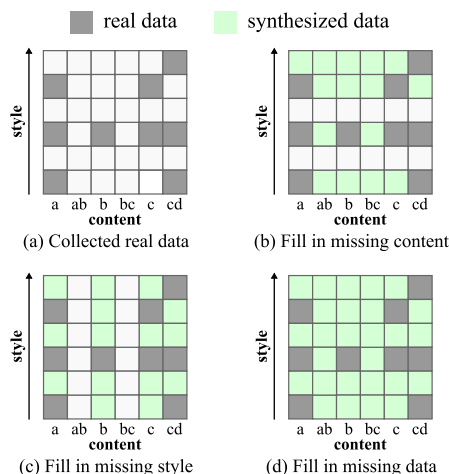 real data synthesized data
style
a ab b bc c cd
content
(a) Collected real data
style
a ab b bc c cd
content
(b) Fill in missing content
style
a ab b bc c cd
content
(c) Fill in missing style
style
a ab b bc c cd
content
(d) Fill in missing data